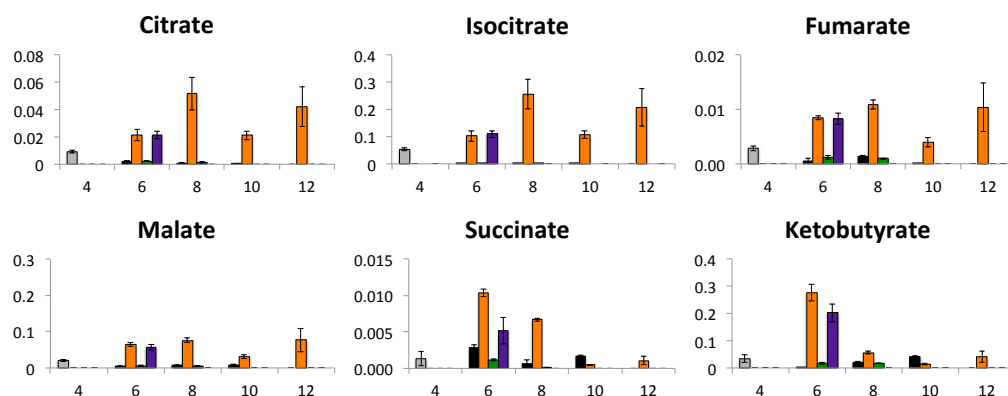 Citrate Isocitrate Fumarate
0.08 0.4 0.02
0.06 0.3
0.04 0.2 0.01
0.02 0.1
0 0 0.00
4 6 8 10 12 4 6 8 10 12 4 6 8 10 12
Malate Succinate Ketobutyrate
0.3 0.015 0.4
0.3
0.2 0.010
0.2
0.1 0.005
0.1
0 0.000 0
4 6 8 10 12 4 6 8 10 12 4 6 8 10 12